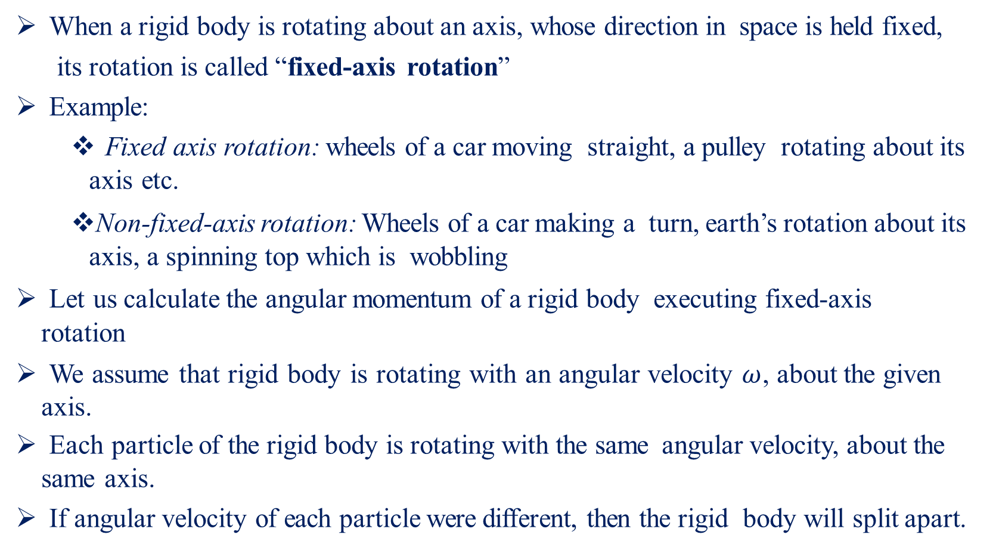 ➢ When a rigid body is rotating about an axis, whose direction in space is held fixed,
its rotation is called “fixed-axis rotation”
➢ Example:
❖ Fixed axis rotation: wheels of a car moving straight, a pulley rotating about its
axis etc.
❖Non-fixed-axis rotation: Wheels of a car making a turn, earth’s rotation about its
axis, a spinning top which is wobbling
➢ Let us calculate the angular momentum of a rigid body executing fixed-axis
rotation
➢ We assume that rigid body is rotating with an angular velocity ω, about the given
axis.
➢ Each particle of the rigid body is rotating with the same angular velocity, about the
same axis.
➢ If angular velocity of each particle were different, then the rigid body will split apart.